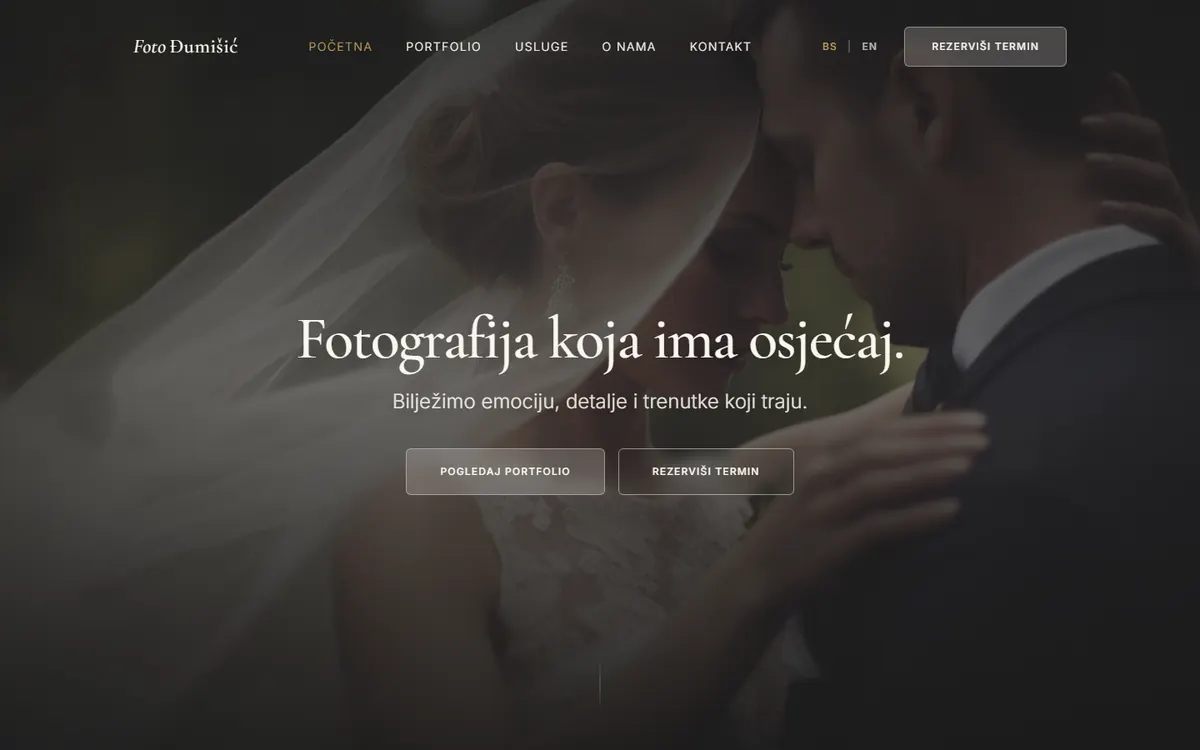 Foto Đumišić
POČETNA PORTFOLIO USLUGE O NAMA KONTAKT
BS | EN
REZERVIŠI TERMIN
Fotografija koja ima osjećaj.
Bilježimo emociju, detalje i trenutke koji traju.
POGLEDAJ PORTFOLIO
REZERVIŠI TERMIN